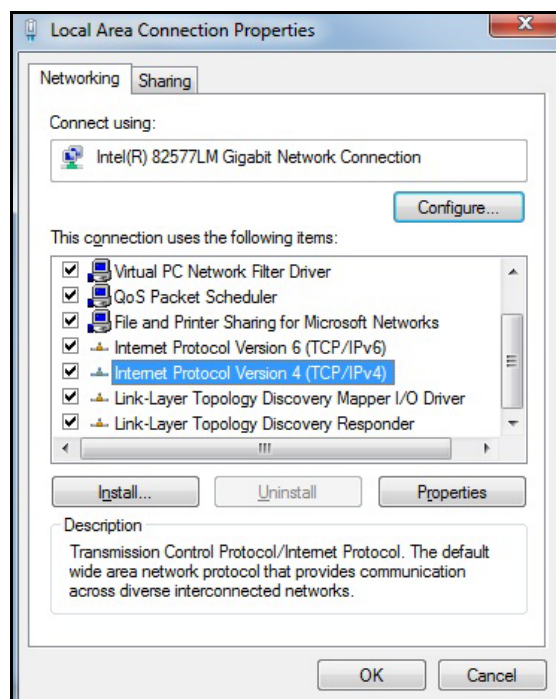 Local Area Connection Properties
Networking
Sharing
Connect using:
Intel(R) 82577LM Gigabit Network Connection
Configure...
This connection uses the following items:
Virtual PC Network Filter Driver
QoS Packet Scheduler
File and Printer Sharing for Microsoft Networks
Internet Protocol Version 6 (TCP/IPv6)
Internet Protocol Version 4 (TCP/IPv4)
Link-Layer Topology Discovery Mapper I/O Driver
Link-Layer Topology Discovery Responder
Install...
Uninstall
Properties
Description
Transmission Control Protocol/Internet Protocol. The default
wide area network protocol that provides communication
across diverse interconnected networks.
OK
Cancel